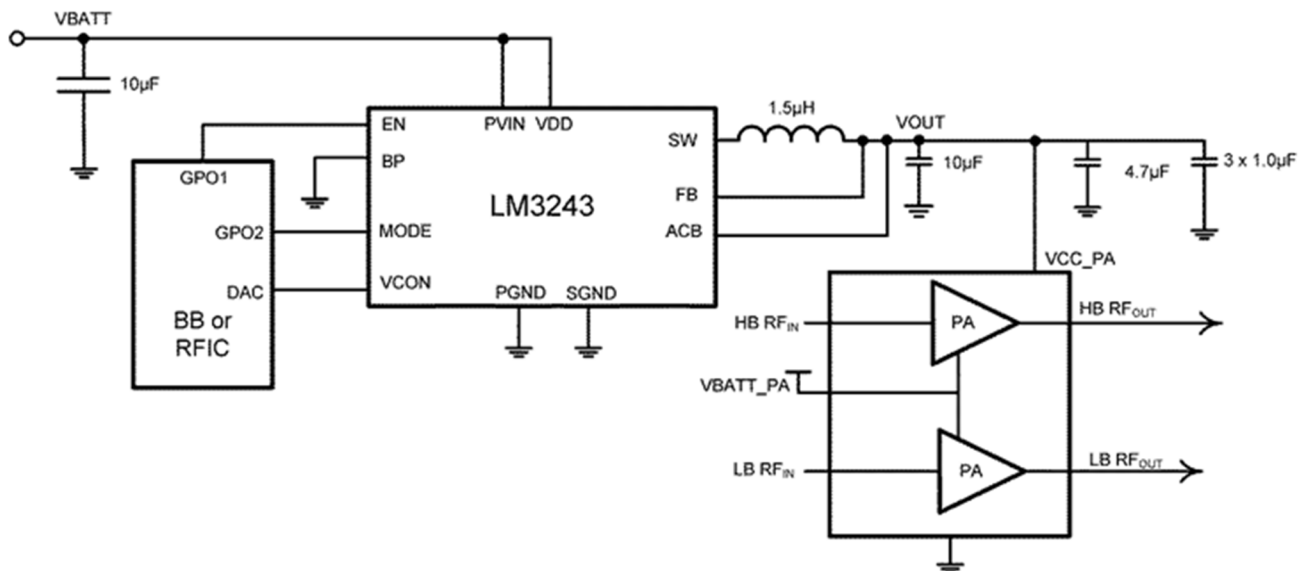 VBATT
10µF
EN
PVIN VDD
BP
MODE
VCON
LM3243
SW
FB
ACB
PGND SGND
GPO1
GPO2
DAC
BB or
RFIC
1.5µH
VOUT
10µF
4.7µF
3 x 1.0µF
VCC_PA
HB RFIN
PA
HB RFOUT
VBATT_PA
LB RFIN
PA
LB RFOUT